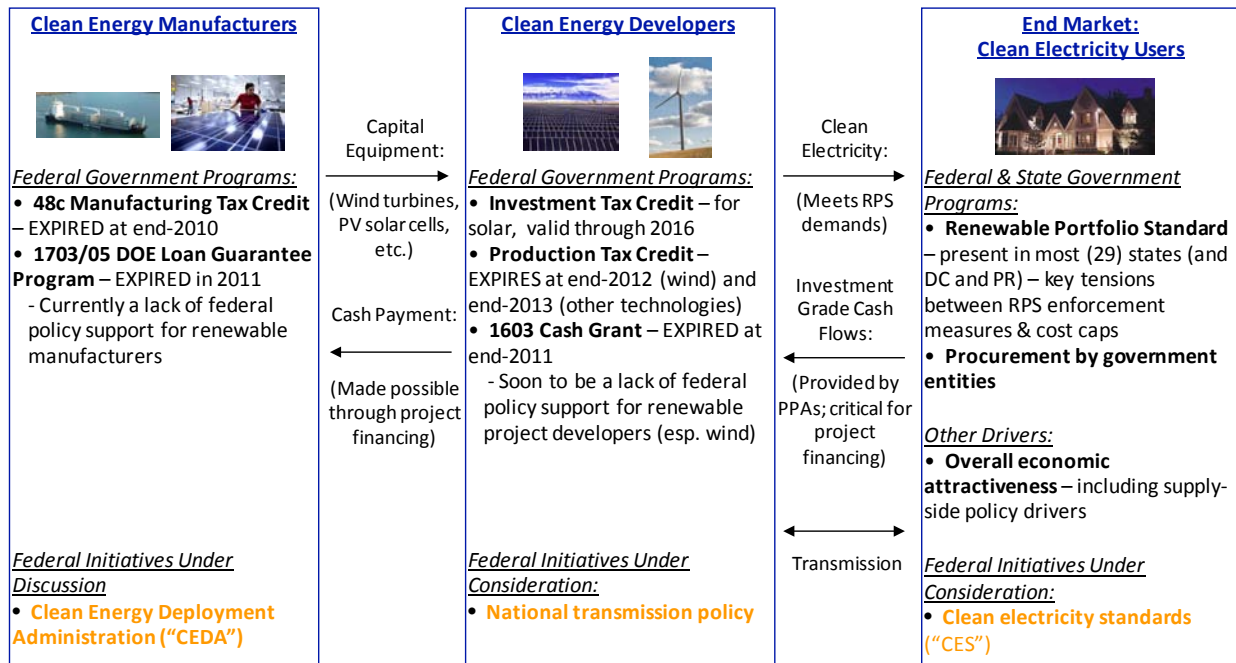 Clean Energy Manufacturers
Federal Government Programs:
• 48c Manufacturing Tax Credit
– EXPIRED at end-2010
• 1703/05 DOE Loan Guarantee
Program – EXPIRED in 2011
- Currently a lack of federal
policy support for renewable
manufacturers
Federal Initiatives Under
Discussion
• Clean Energy Deployment
Administration ("CEDA")
Capital
Equipment:
(Wind turbines,
PV solar cells,
etc.)
Cash Payment:
(Made possible
through project
financing)
Clean Energy Developers
Federal Government Programs:
• Investment Tax Credit – for
solar, valid through 2016
• Production Tax Credit –
EXPIRES at end-2012 (wind) and
end-2013 (other technologies)
• 1603 Cash Grant – EXPIRED at
end-2011
- Soon to be a lack of federal
policy support for renewable
project developers (esp. wind)
Federal Initiatives Under
Consideration:
• National transmission policy
Clean
Electricity:
(Meets RPS
demands)
Investment
Grade Cash
Flows:
(Provided by
PPAs; critical for
project
financing)
Transmission
End Market:
Clean Electricity Users
Federal & State Government
Programs:
• Renewable Portfolio Standard
– present in most (29) states (and
DC and PR) – key tensions
between RPS enforcement
measures & cost caps
• Procurement by government
entities
Other Drivers:
• Overall economic
attractiveness – including supply-
side policy drivers
Federal Initiatives Under
Consideration:
• Clean electricity standards
("CES")